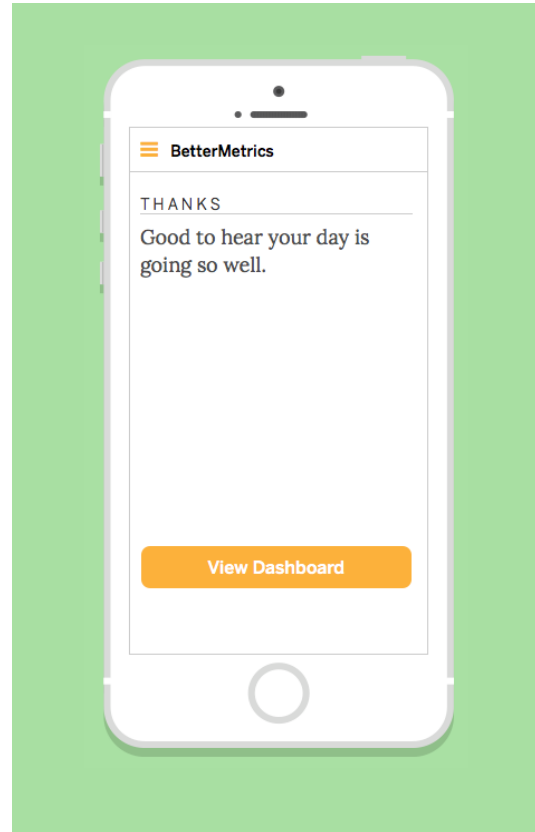 BetterMetrics
THANKS
Good to hear your day is
going so well.
View Dashboard